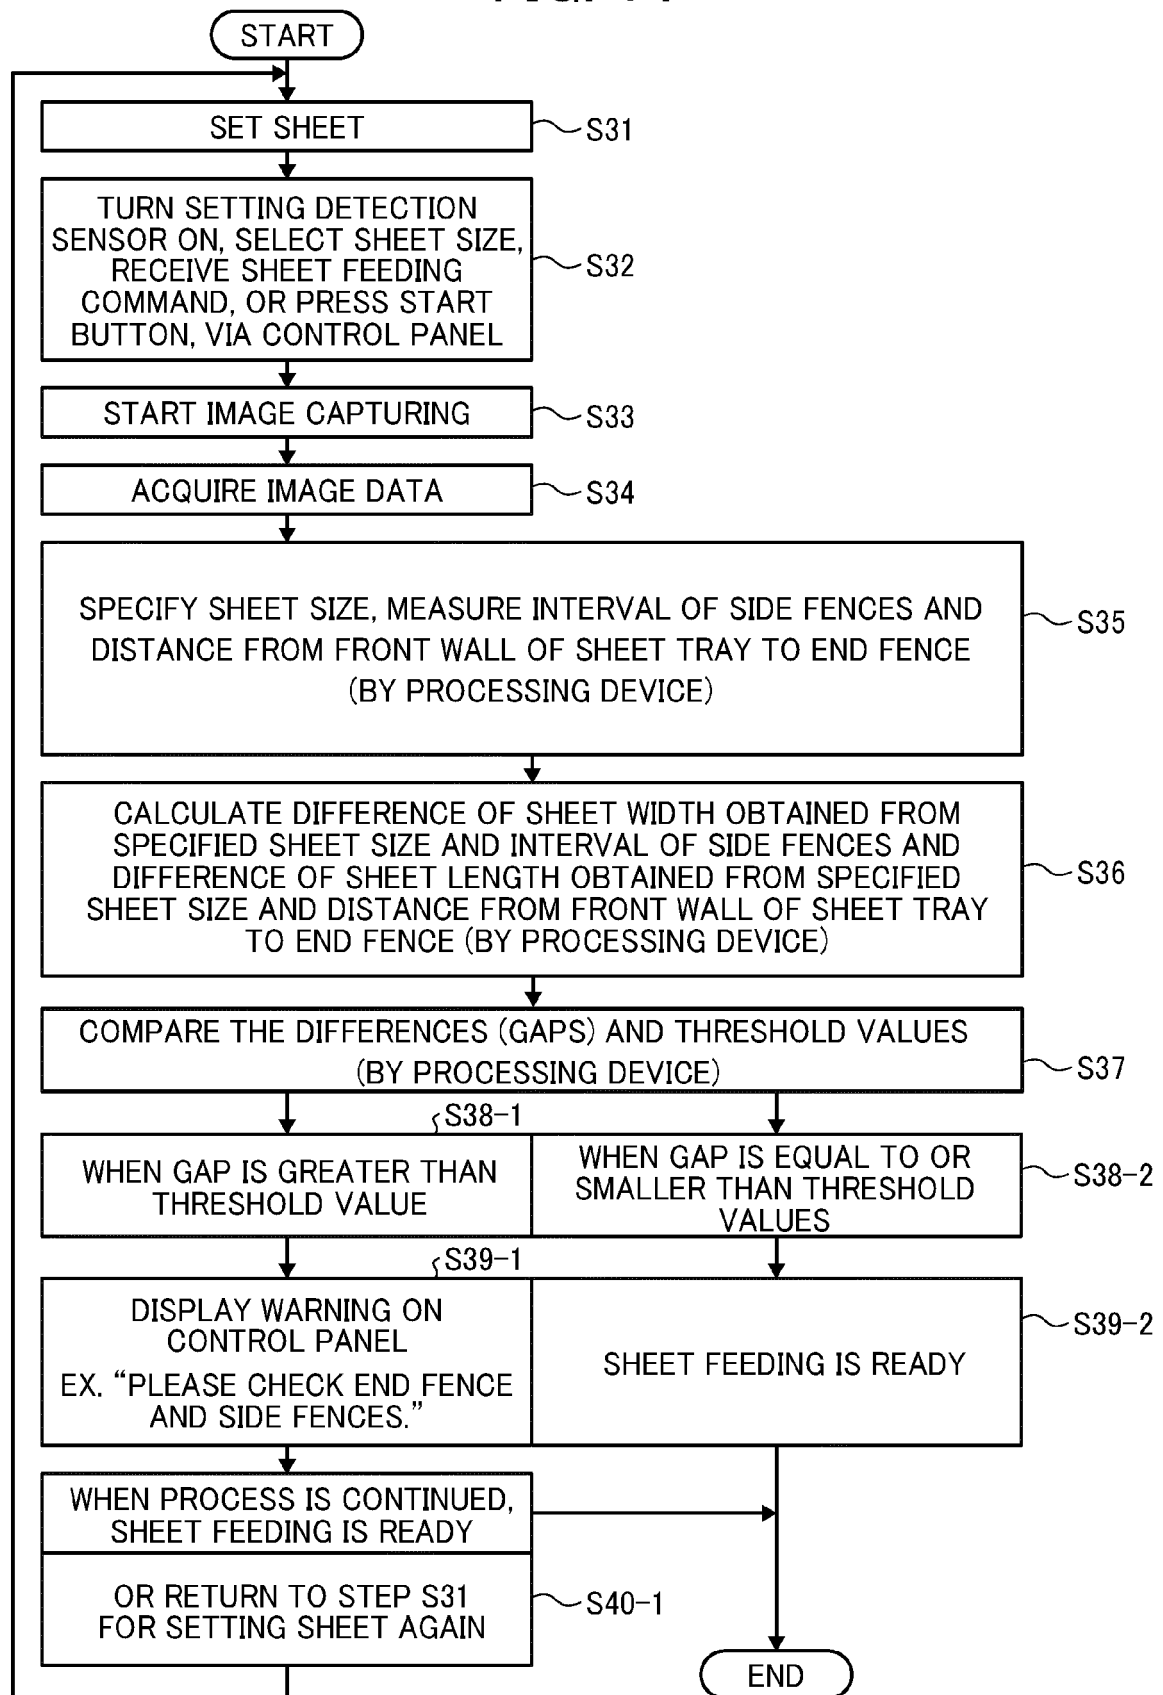 START
SET SHEET
S31
TURN SETTING DETECTION
SENSOR ON, SELECT SHEET SIZE,
RECEIVE SHEET FEEDING
COMMAND, OR PRESS START
BUTTON, VIA CONTROL PANEL
S32
START IMAGE CAPTURING
S33
ACQUIRE IMAGE DATA
S34
SPECIFY SHEET SIZE, MEASURE INTERVAL OF SIDE FENCES AND
DISTANCE FROM FRONT WALL OF SHEET TRAY TO END FENCE
(BY PROCESSING DEVICE)
S35
CALCULATE DIFFERENCE OF SHEET WIDTH OBTAINED FROM
SPECIFIED SHEET SIZE AND INTERVAL OF SIDE FENCES AND
DIFFERENCE OF SHEET LENGTH OBTAINED FROM SPECIFIED
SHEET SIZE AND DISTANCE FROM FRONT WALL OF SHEET TRAY
TO END FENCE (BY PROCESSING DEVICE)
S36
COMPARE THE DIFFERENCES (GAPS) AND THRESHOLD VALUES
(BY PROCESSING DEVICE)
S37
S38-1
WHEN GAP IS GREATER THAN
THRESHOLD VALUE
WHEN GAP IS EQUAL TO OR
SMALLER THAN THRESHOLD
VALUES
S38-2
S39-1
DISPLAY WARNING ON
CONTROL PANEL
EX. “PLEASE CHECK END FENCE
AND SIDE FENCES.”
SHEET FEEDING IS READY
S39-2
WHEN PROCESS IS CONTINUED,
SHEET FEEDING IS READY
OR RETURN TO STEP S31
FOR SETTING SHEET AGAIN
S40-1
END